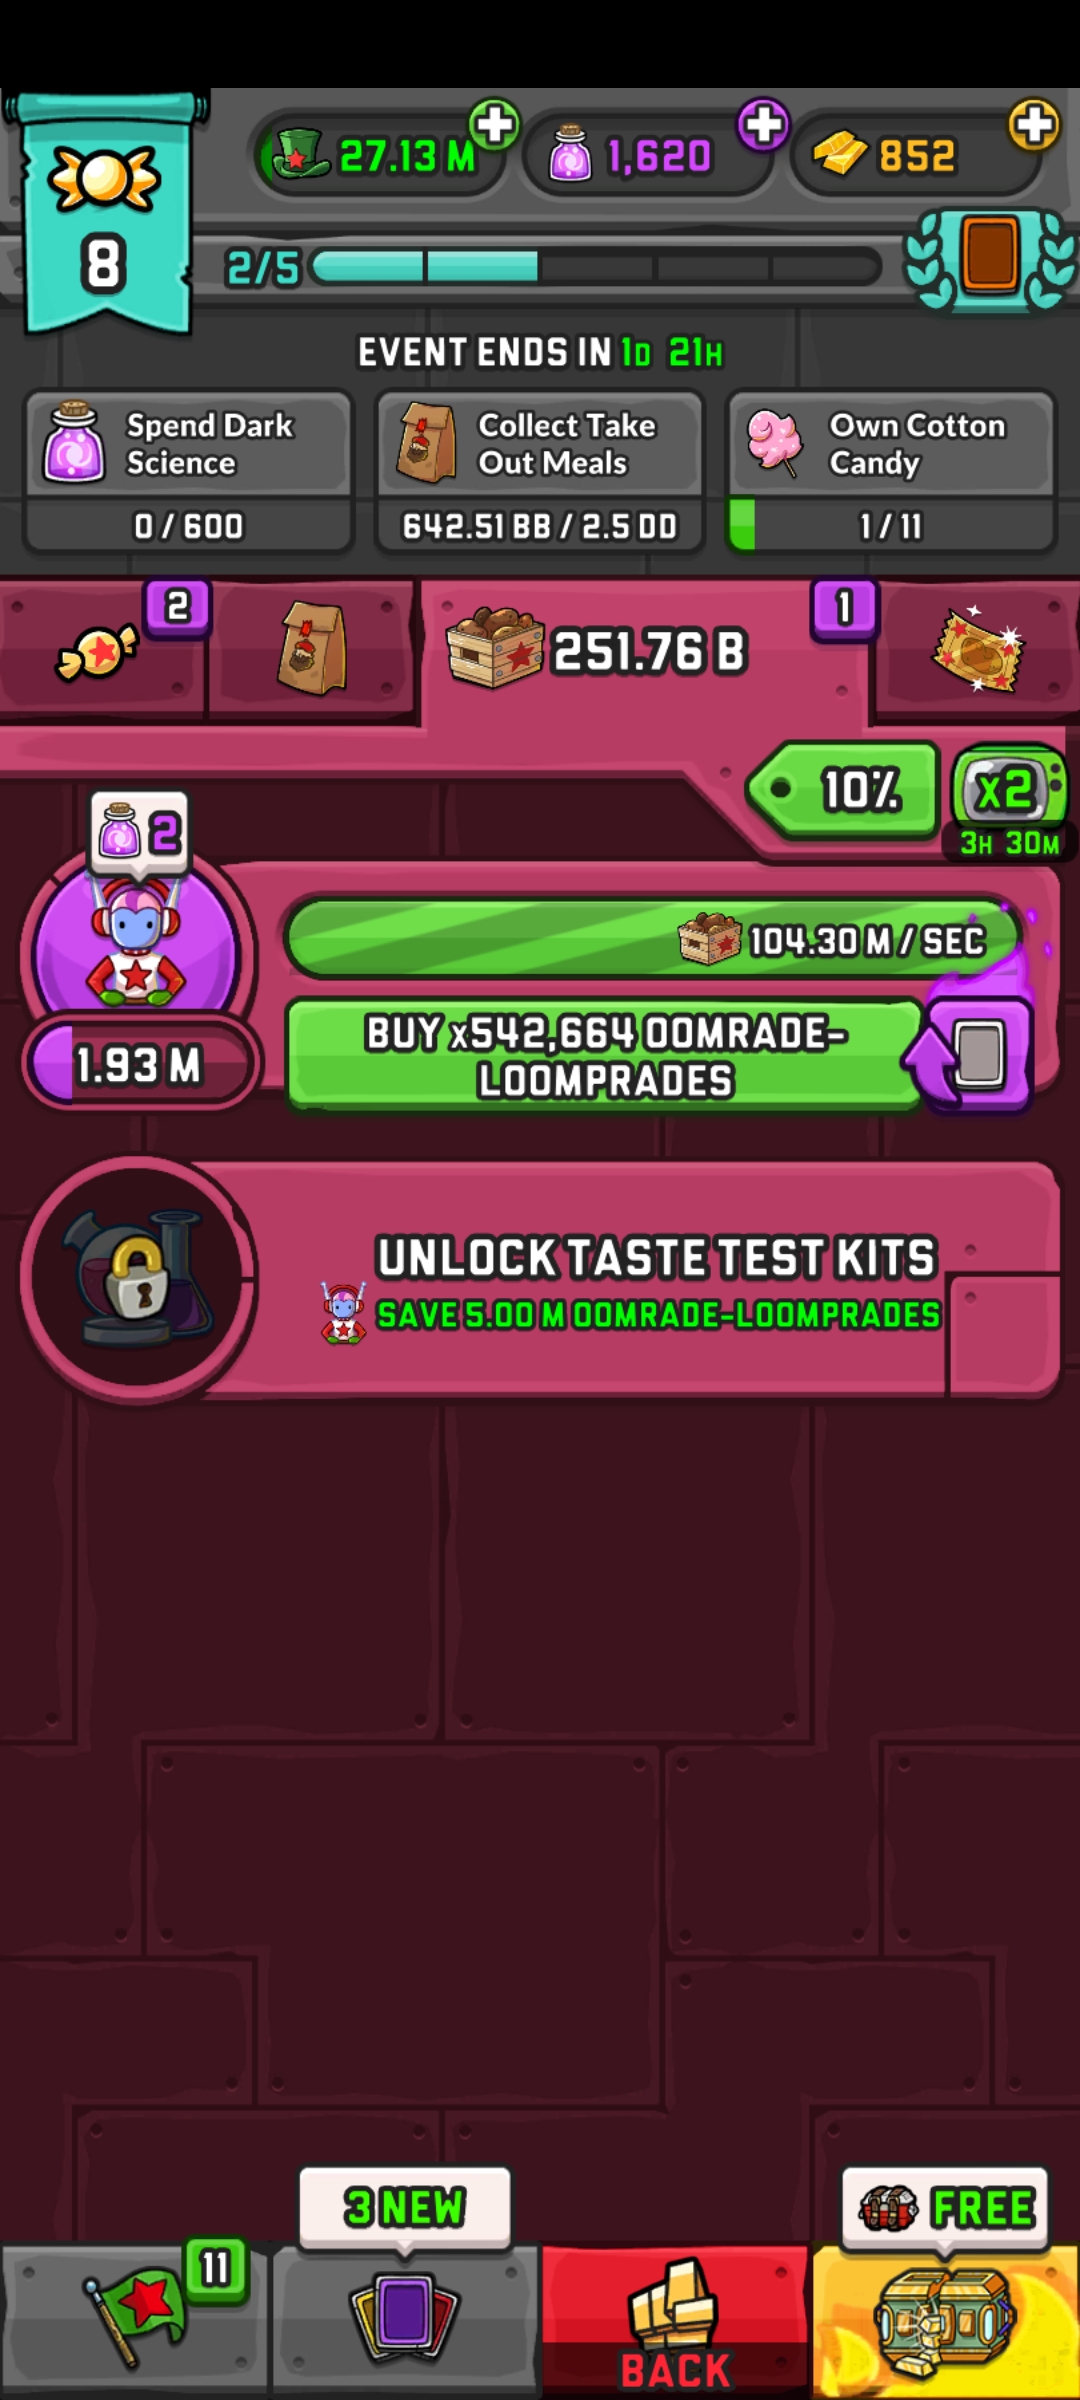 27.13 M
1,620
852
8
2/5
EVENT ENDS IN 1D 21H
Spend Dark
Science
0 / 600
Collect Take
Out Meals
642.51 BB / 2.5 DD
Own Cotton
Candy
1 / 11
2
251.76 B
1
10%
x2
3H 30M
2
104.30 M / SEC
1.93 M
BUY x542,664 OOMRADE-
LOOMPRADES
UNLOCK TASTE TEST KITS
SAVE 5.00 M OOMRADE-LOOMPRADES
3 NEW
FREE
11
BACK